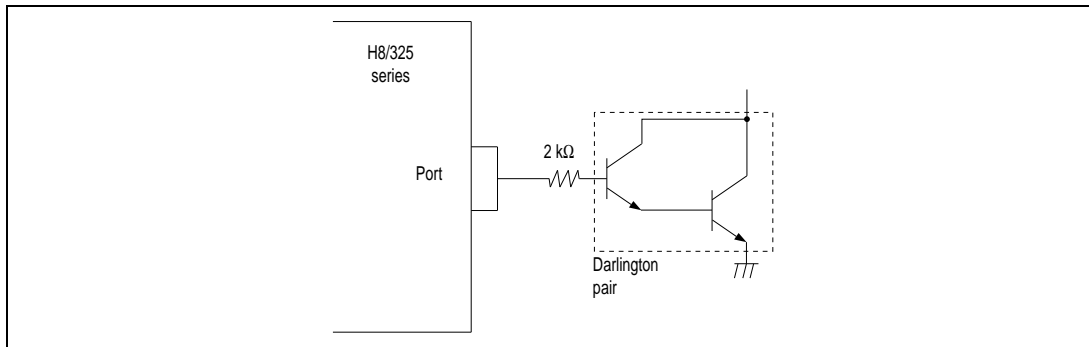 H8/325
series
Port
2 kΩ
Darlington
pair